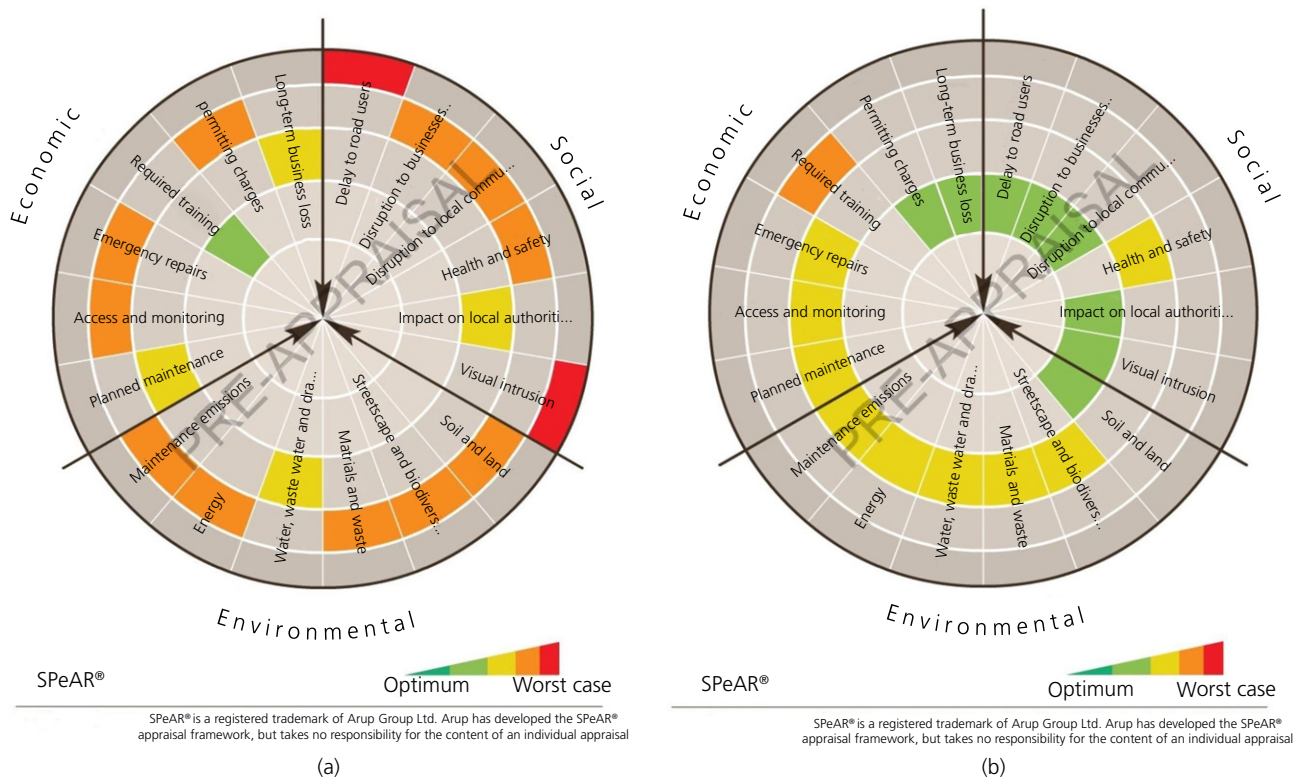 Economic
Social
Environmental
PRE-APPRAISAL
Long-term business loss
Delay to road users
permitting charges
Disruption to businesses..
Required training
Disruption to local commu...
Emergency repairs
Health and safety
Access and monitoring
Impact on local authoriti...
Planned maintenance
Visual intrusion
Maintenance emissions
Soil and land
Energy
Streetscape and biodivers...
Water, waste water and dra...
Matrials and waste
SPeAR®
Optimum
Worst case
SPeAR® is a registered trademark of Arup Group Ltd. Arup has developed the SPeAR®
appraisal framework, but takes no responsibility for the content of an individual appraisal
(a)
Economic
Social
Environmental
PRE-APPRAISAL
Long-term business loss
Delay to road users
Permitting charges
Disruption to businesses..
Required training
Disruption to local commu...
Emergency repairs
Health and safety
Access and monitoring
Impact on local authoriti...
Planned maintenance
Visual intrusion
Maintenance emissions
Soil and land
Energy
Streetscape and biodivers...
Water, waste water and dra...
Matrials and waste
SPeAR®
Optimum
Worst case
SPeAR® is a registered trademark of Arup Group Ltd. Arup has developed the SPeAR®
appraisal framework, but takes no responsibility for the content of an individual appraisal
(b)